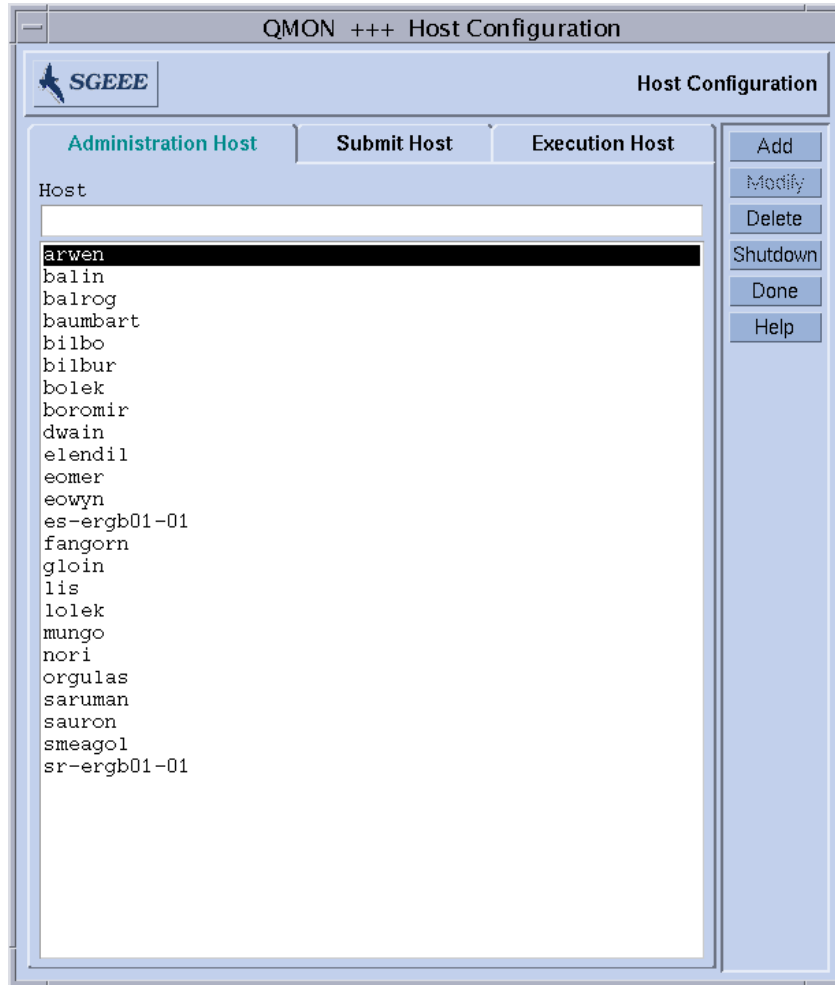 QMON +++ Host Configuration
SGEEE
Host Configuration
Administration Host
Submit Host
Execution Host
Host
arwen
balin
balrog
baumbart
bilbo
bilbur
bolek
boromir
dwain
elendil
eomer
eowyn
es-ergb01-01
fangorn
gloin
lis
lolek
mungo
nori
orgulas
saruman
sauron
smeagol
sr-ergb01-01
Add
Modify
Delete
Shutdown
Done
Help